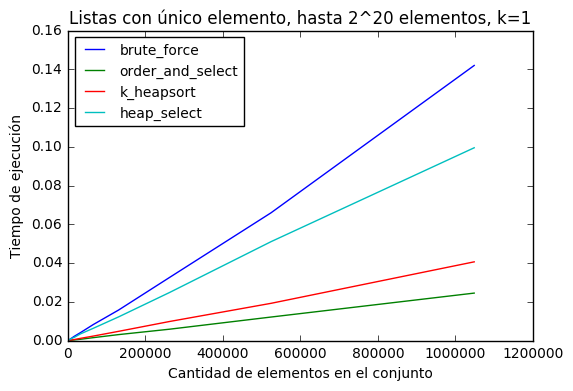 Listas con único elemento, hasta 2^20 elementos, k=1
0.16
0.14
0.12
0.10
0.08
0.06
0.04
0.02
0.00
Tiempo de ejecución
brute_force
order_and_select
k_heapsort
heap_select
0
200000
400000
600000
800000
1000000
1200000
Cantidad de elementos en el conjunto